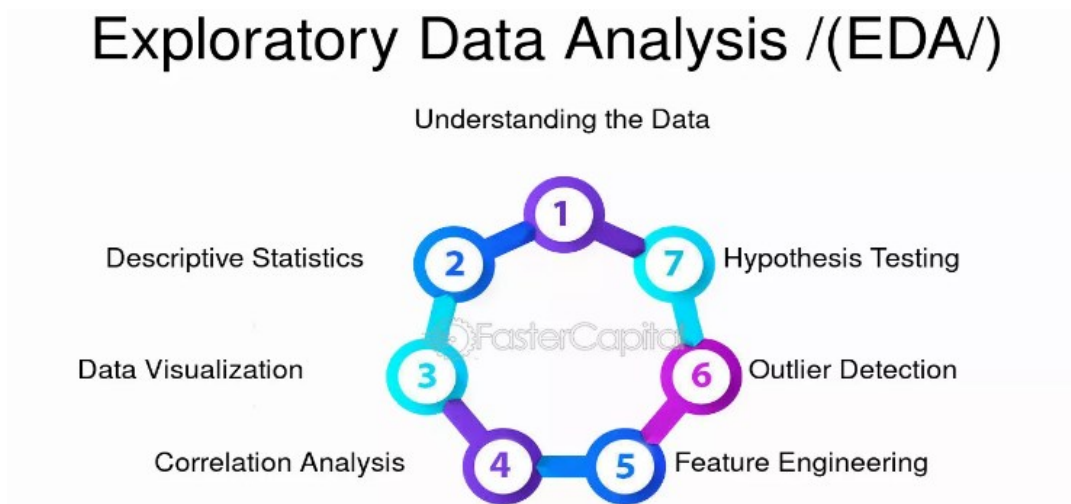 Exploratory Data Analysis /(EDA/)
Understanding the Data
1
Descriptive Statistics
2
7
Hypothesis Testing
FasterCapital
Data Visualization
3
6
Outlier Detection
Correlation Analysis
4
5
Feature Engineering